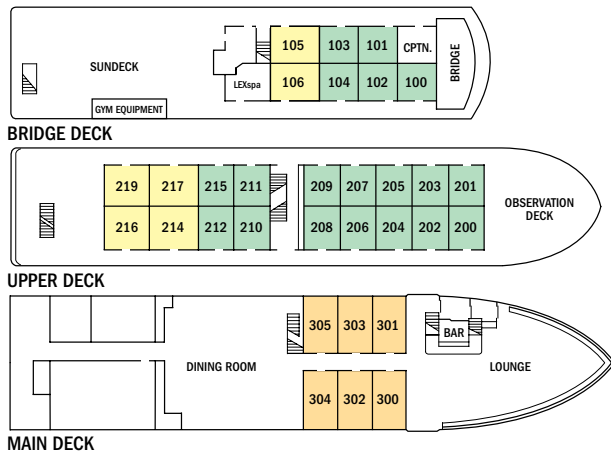 105 103 101 CPTN.
BRIDGE
SUNDECK
LEXspa
106 104 102 100
GYM EQUIPMENT
BRIDGE DECK
219 217 215 211 209 207 205 203 201
OBSERVATION
DECK
216 214 212 210 208 206 204 202 200
UPPER DECK
305 303 301
BAR
DINING ROOM
LOUNGE
304 302 300
MAIN DECK